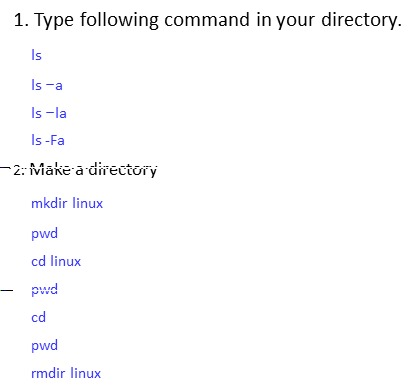 1. Type following command in your directory.
ls
ls –a
ls –la
ls -Fa
2. Make a directory
mkdir linux
pwd
cd linux
pwd
cd
pwd
rmdir linux